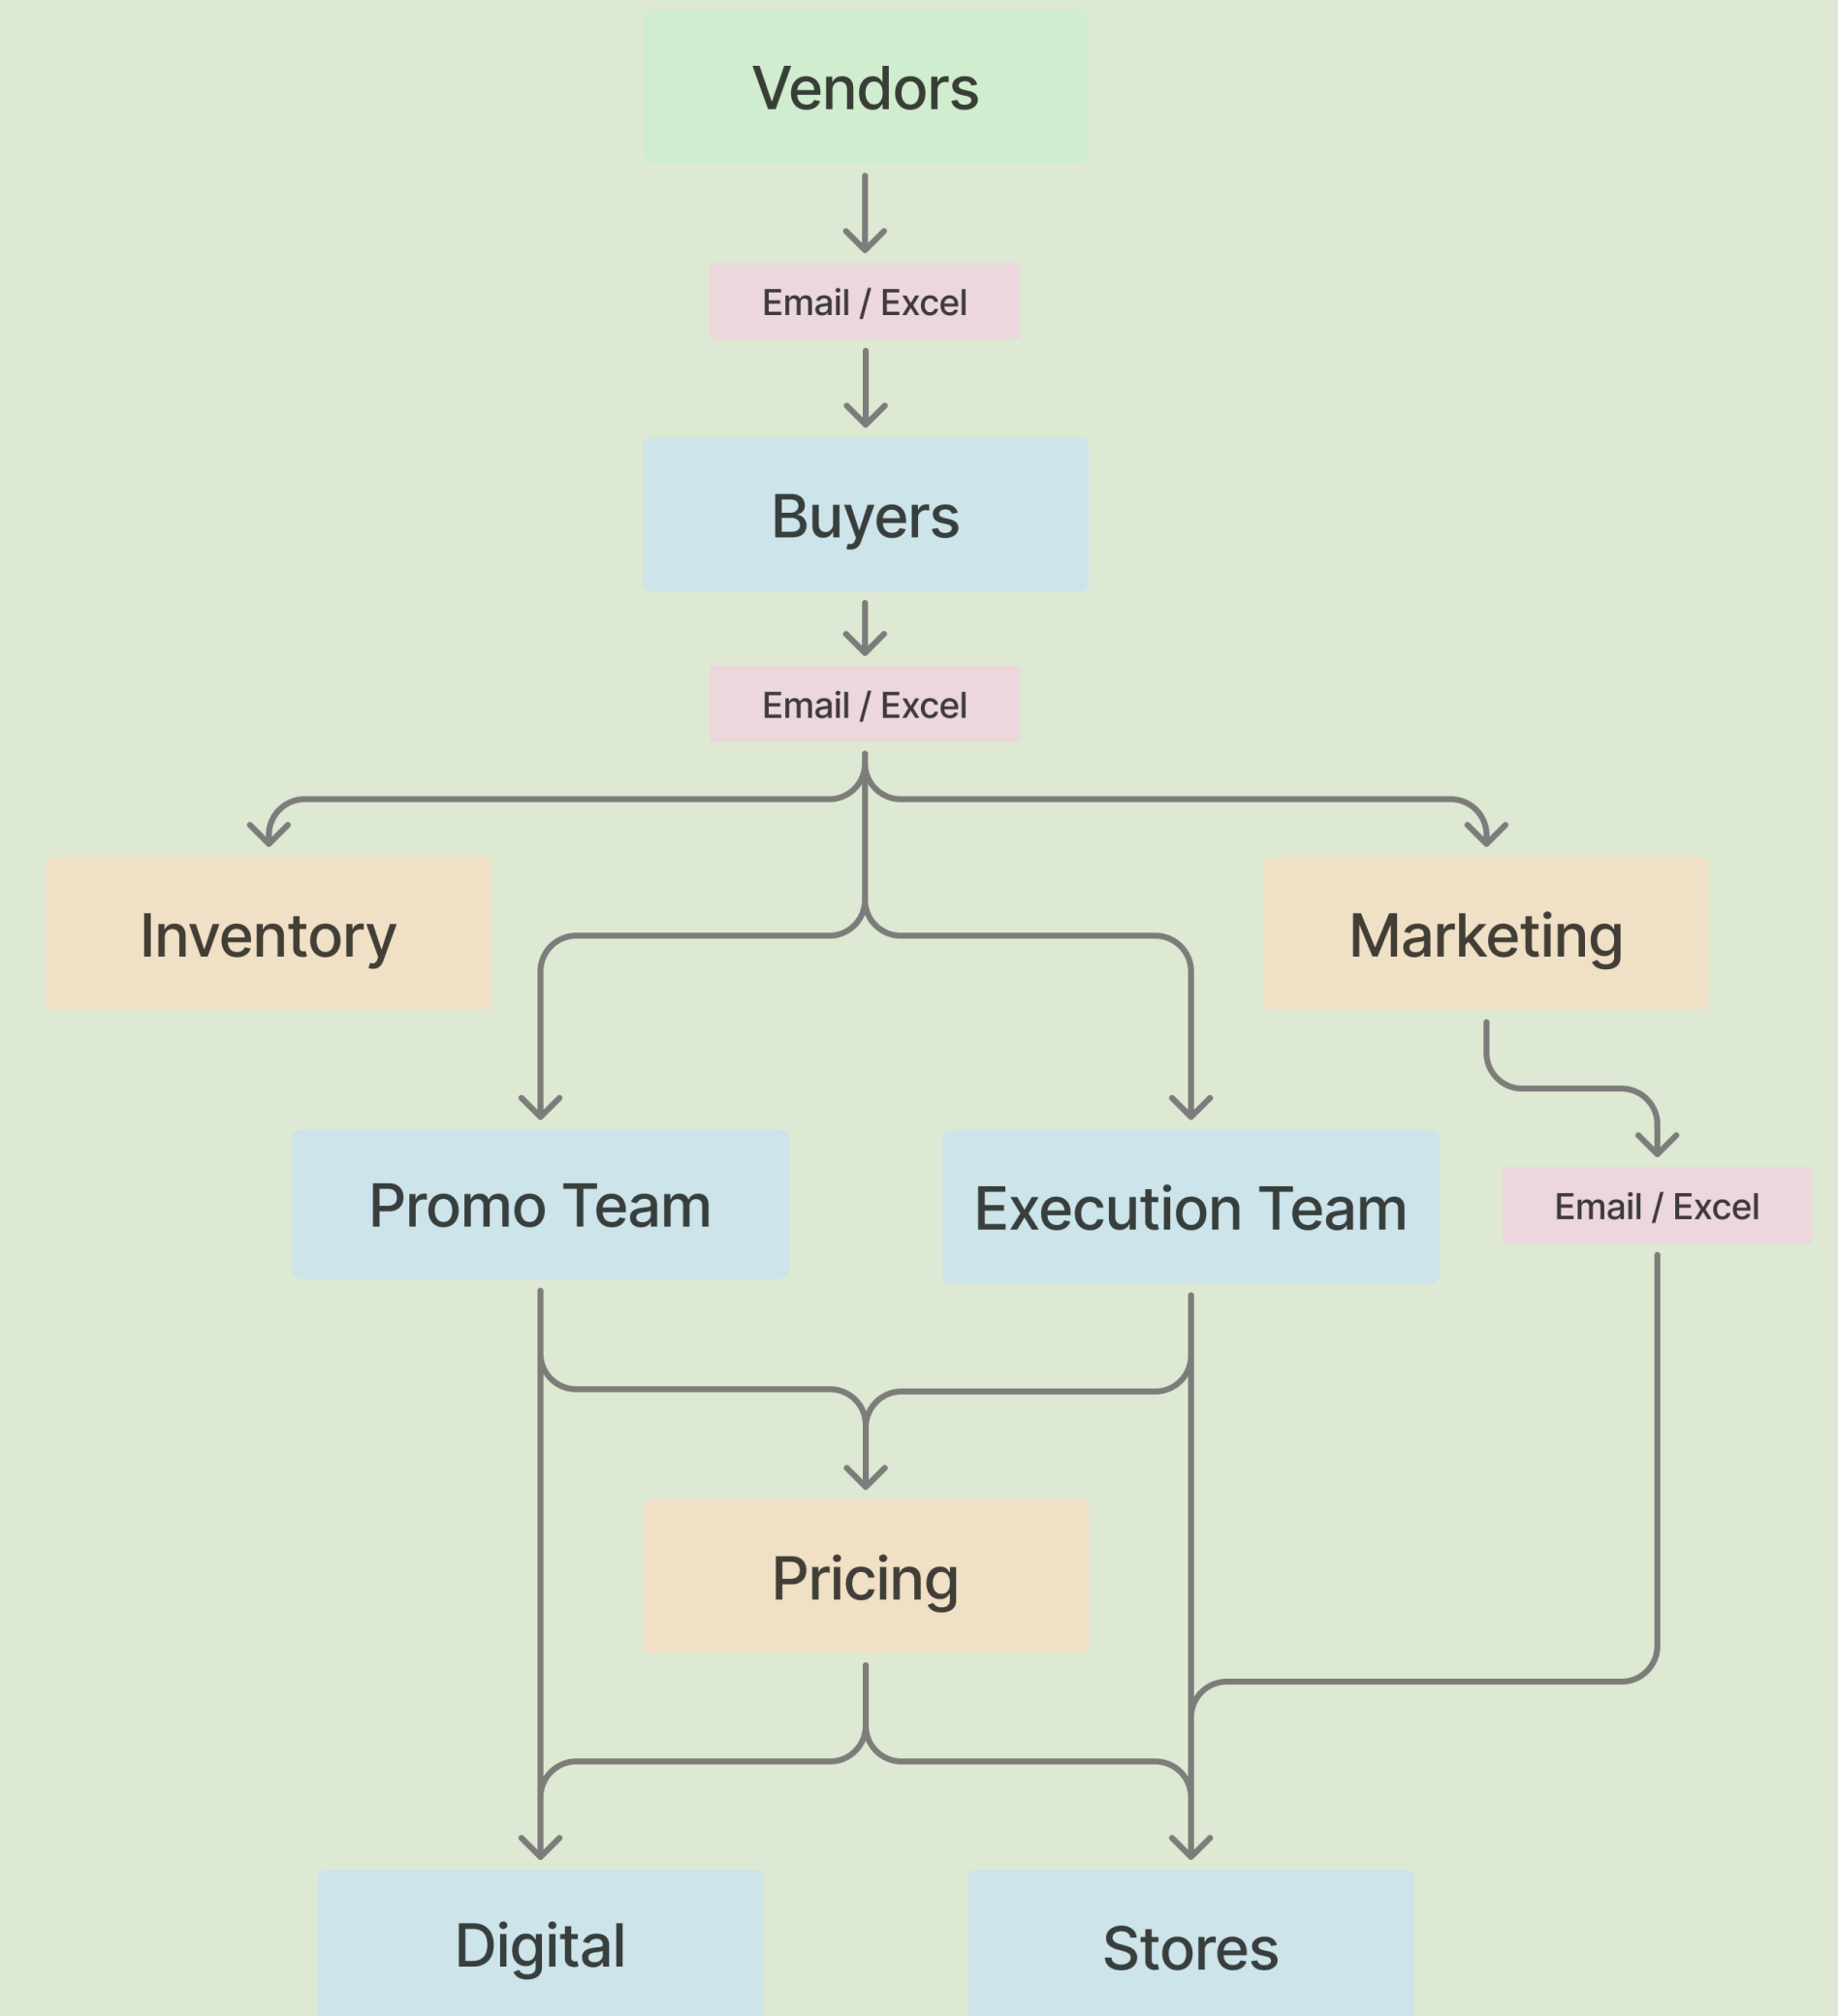 Vendors
Email / Excel
Buyers
Email / Excel
Inventory
Marketing
Promo Team
Execution Team
Email / Excel
Pricing
Digital
Stores